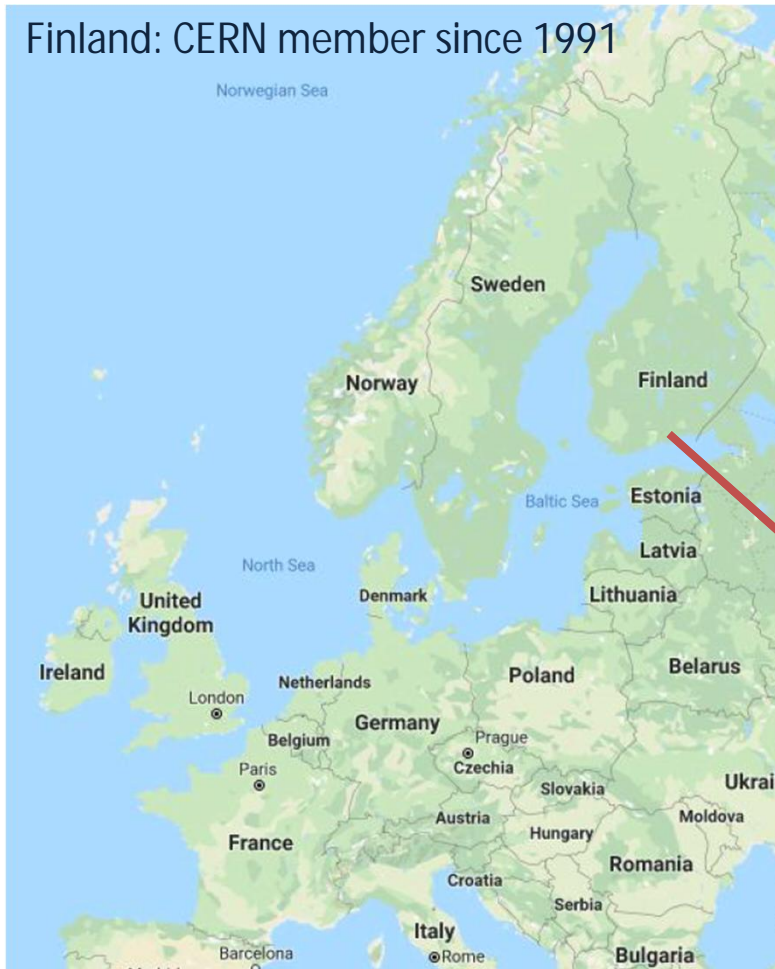 Finland: CERN member since 1991
Norwegian Sea
Sweden
Norway
Finland
Baltic Sea
Estonia
Latvia
North Sea
Denmark
Lithuania
United
Kingdom
Ireland
Netherlands
Poland
Belarus
London
Germany
Belgium
Prague
Czechia
Paris
Slovakia
Ukrai
Austria
Moldova
Hungary
France
Romania
Croatia
Serbia
Italy
Rome
Barcelona
Bulgaria